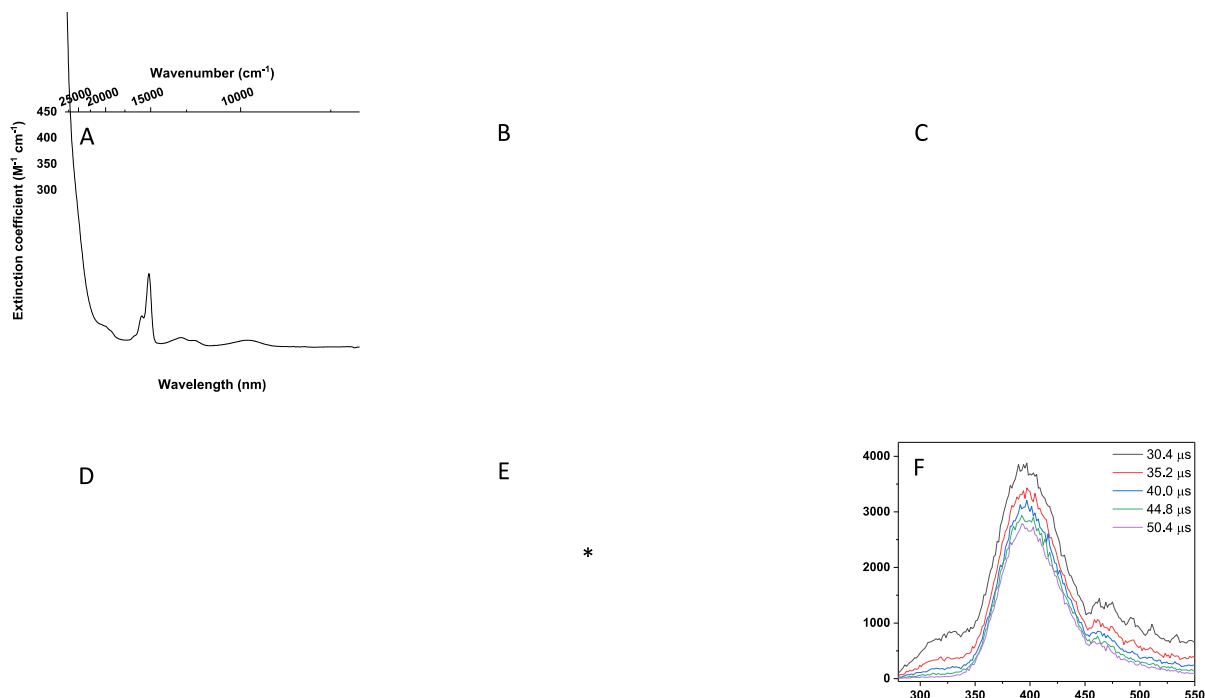 Wavenumber (cm⁻¹)
25000 20000 15000 10000
450
400
350
300
Extinction coefficient (M⁻¹ cm⁻¹)
A
B
C
Wavelength (nm)
D
E
*
F
30.4 µs
35.2 µs
40.0 µs
44.8 µs
50.4 µs
4000
3000
2000
1000
0
300 350 400 450 500 550